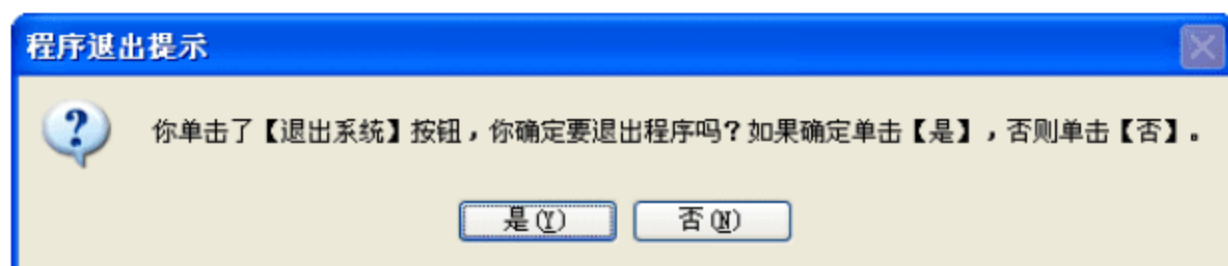 程序退出提示
你单击了【退出系统】按钮，你确定要退出程序吗？如果确定单击【是】，否则单击【否】。
是(Y)
否(N)